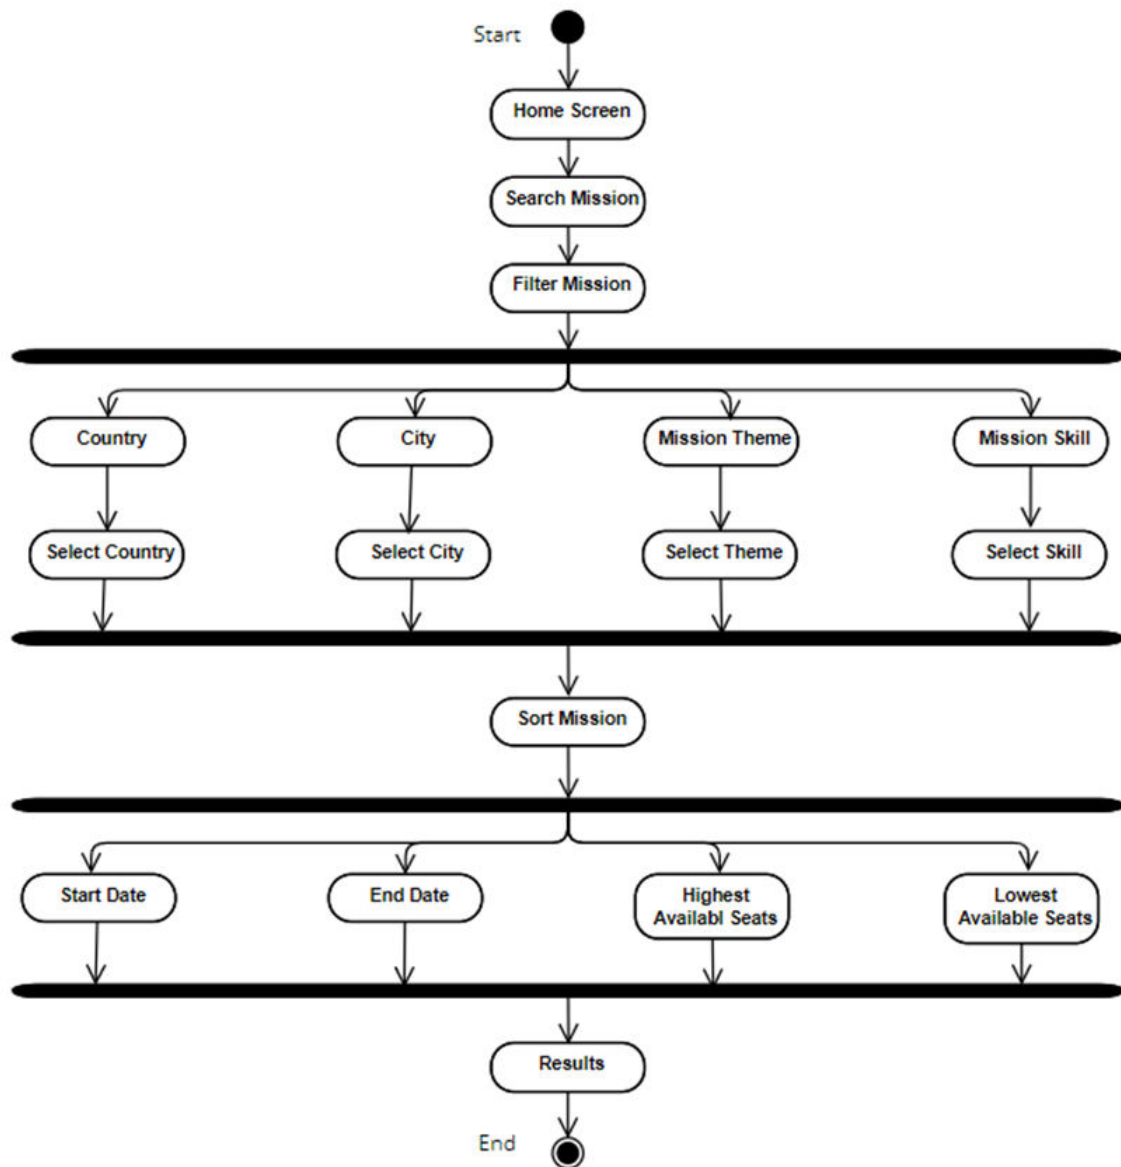 Start
Home Screen
Search Mission
Filter Mission
Country
City
Mission Theme
Mission Skill
Select Country
Select City
Select Theme
Select Skill
Sort Mission
Start Date
End Date
Highest
Availabl Seats
Lowest
Available Seats
Results
End